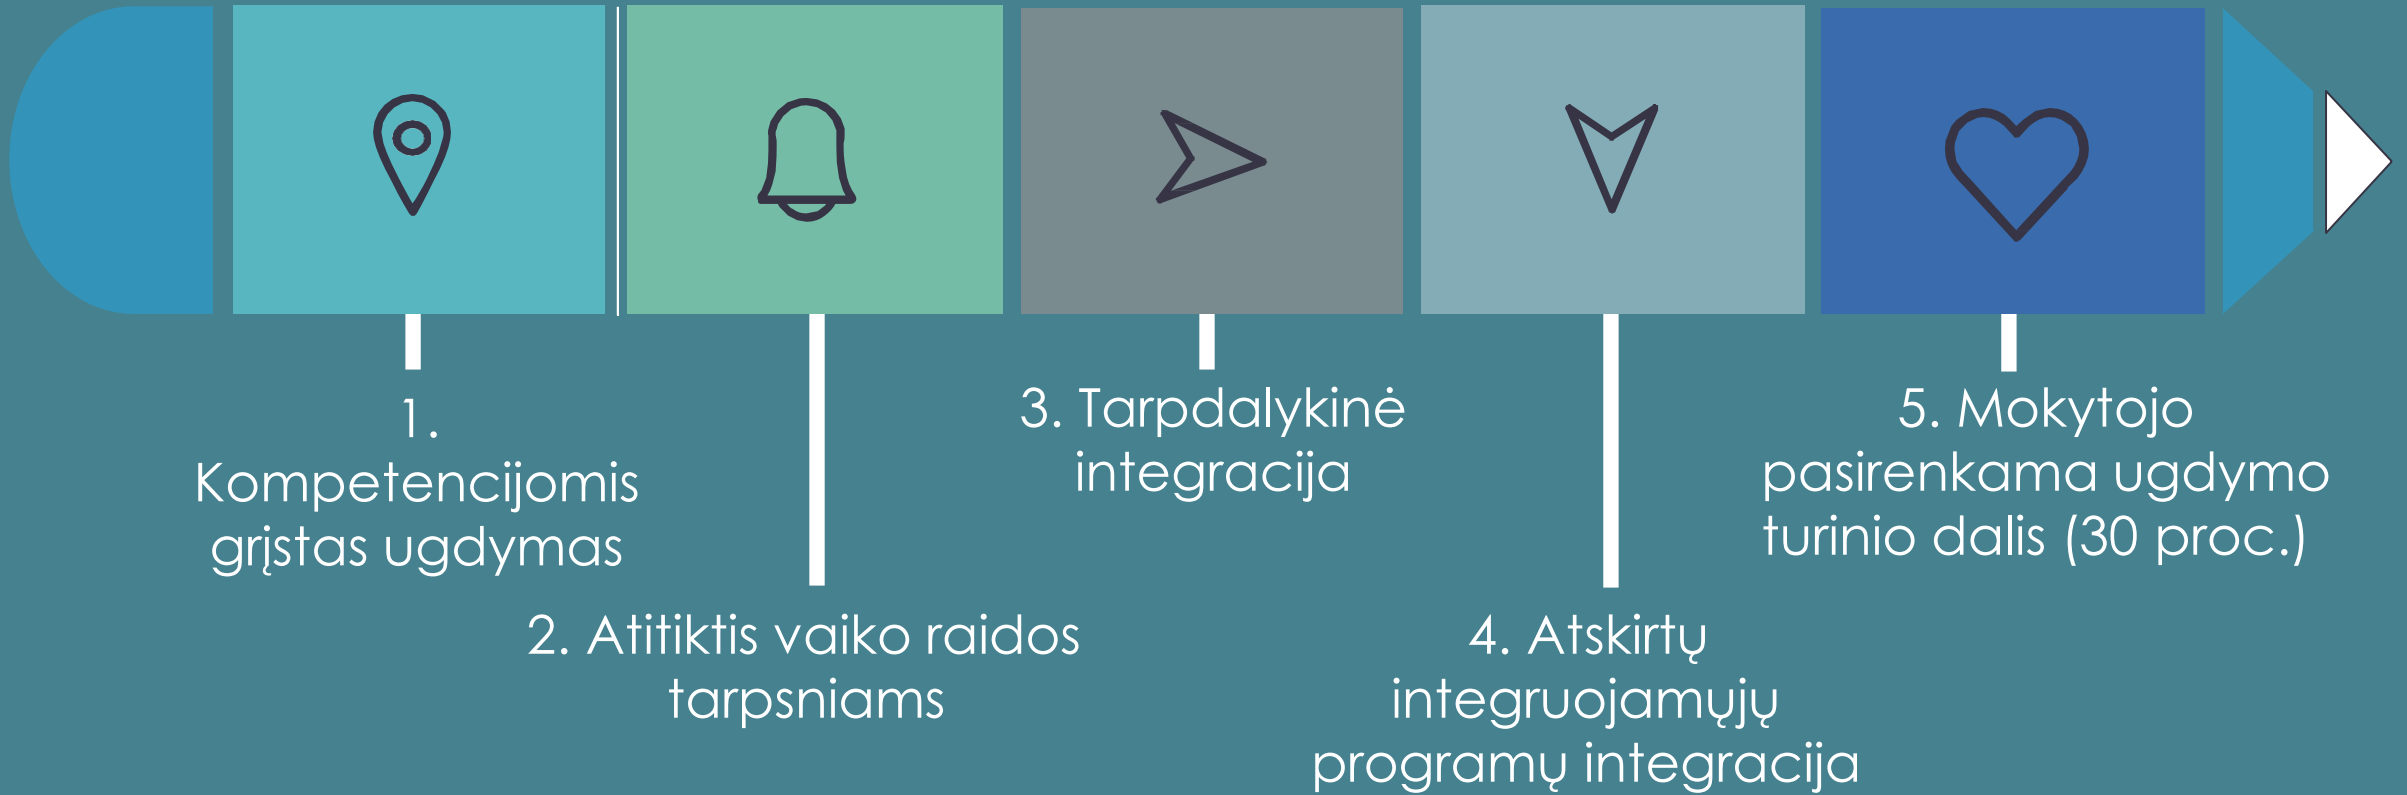 1.
Kompetencijomis
grįstas ugdymas
2. Atitiktis vaiko raidos
tarpsniams
3. Tarpdalykinė
integracija
4. Atskirtų
integruojamųjų
programų integracija
5. Mokytojo
pasirenkama ugdymo
turinio dalis (30 proc.)